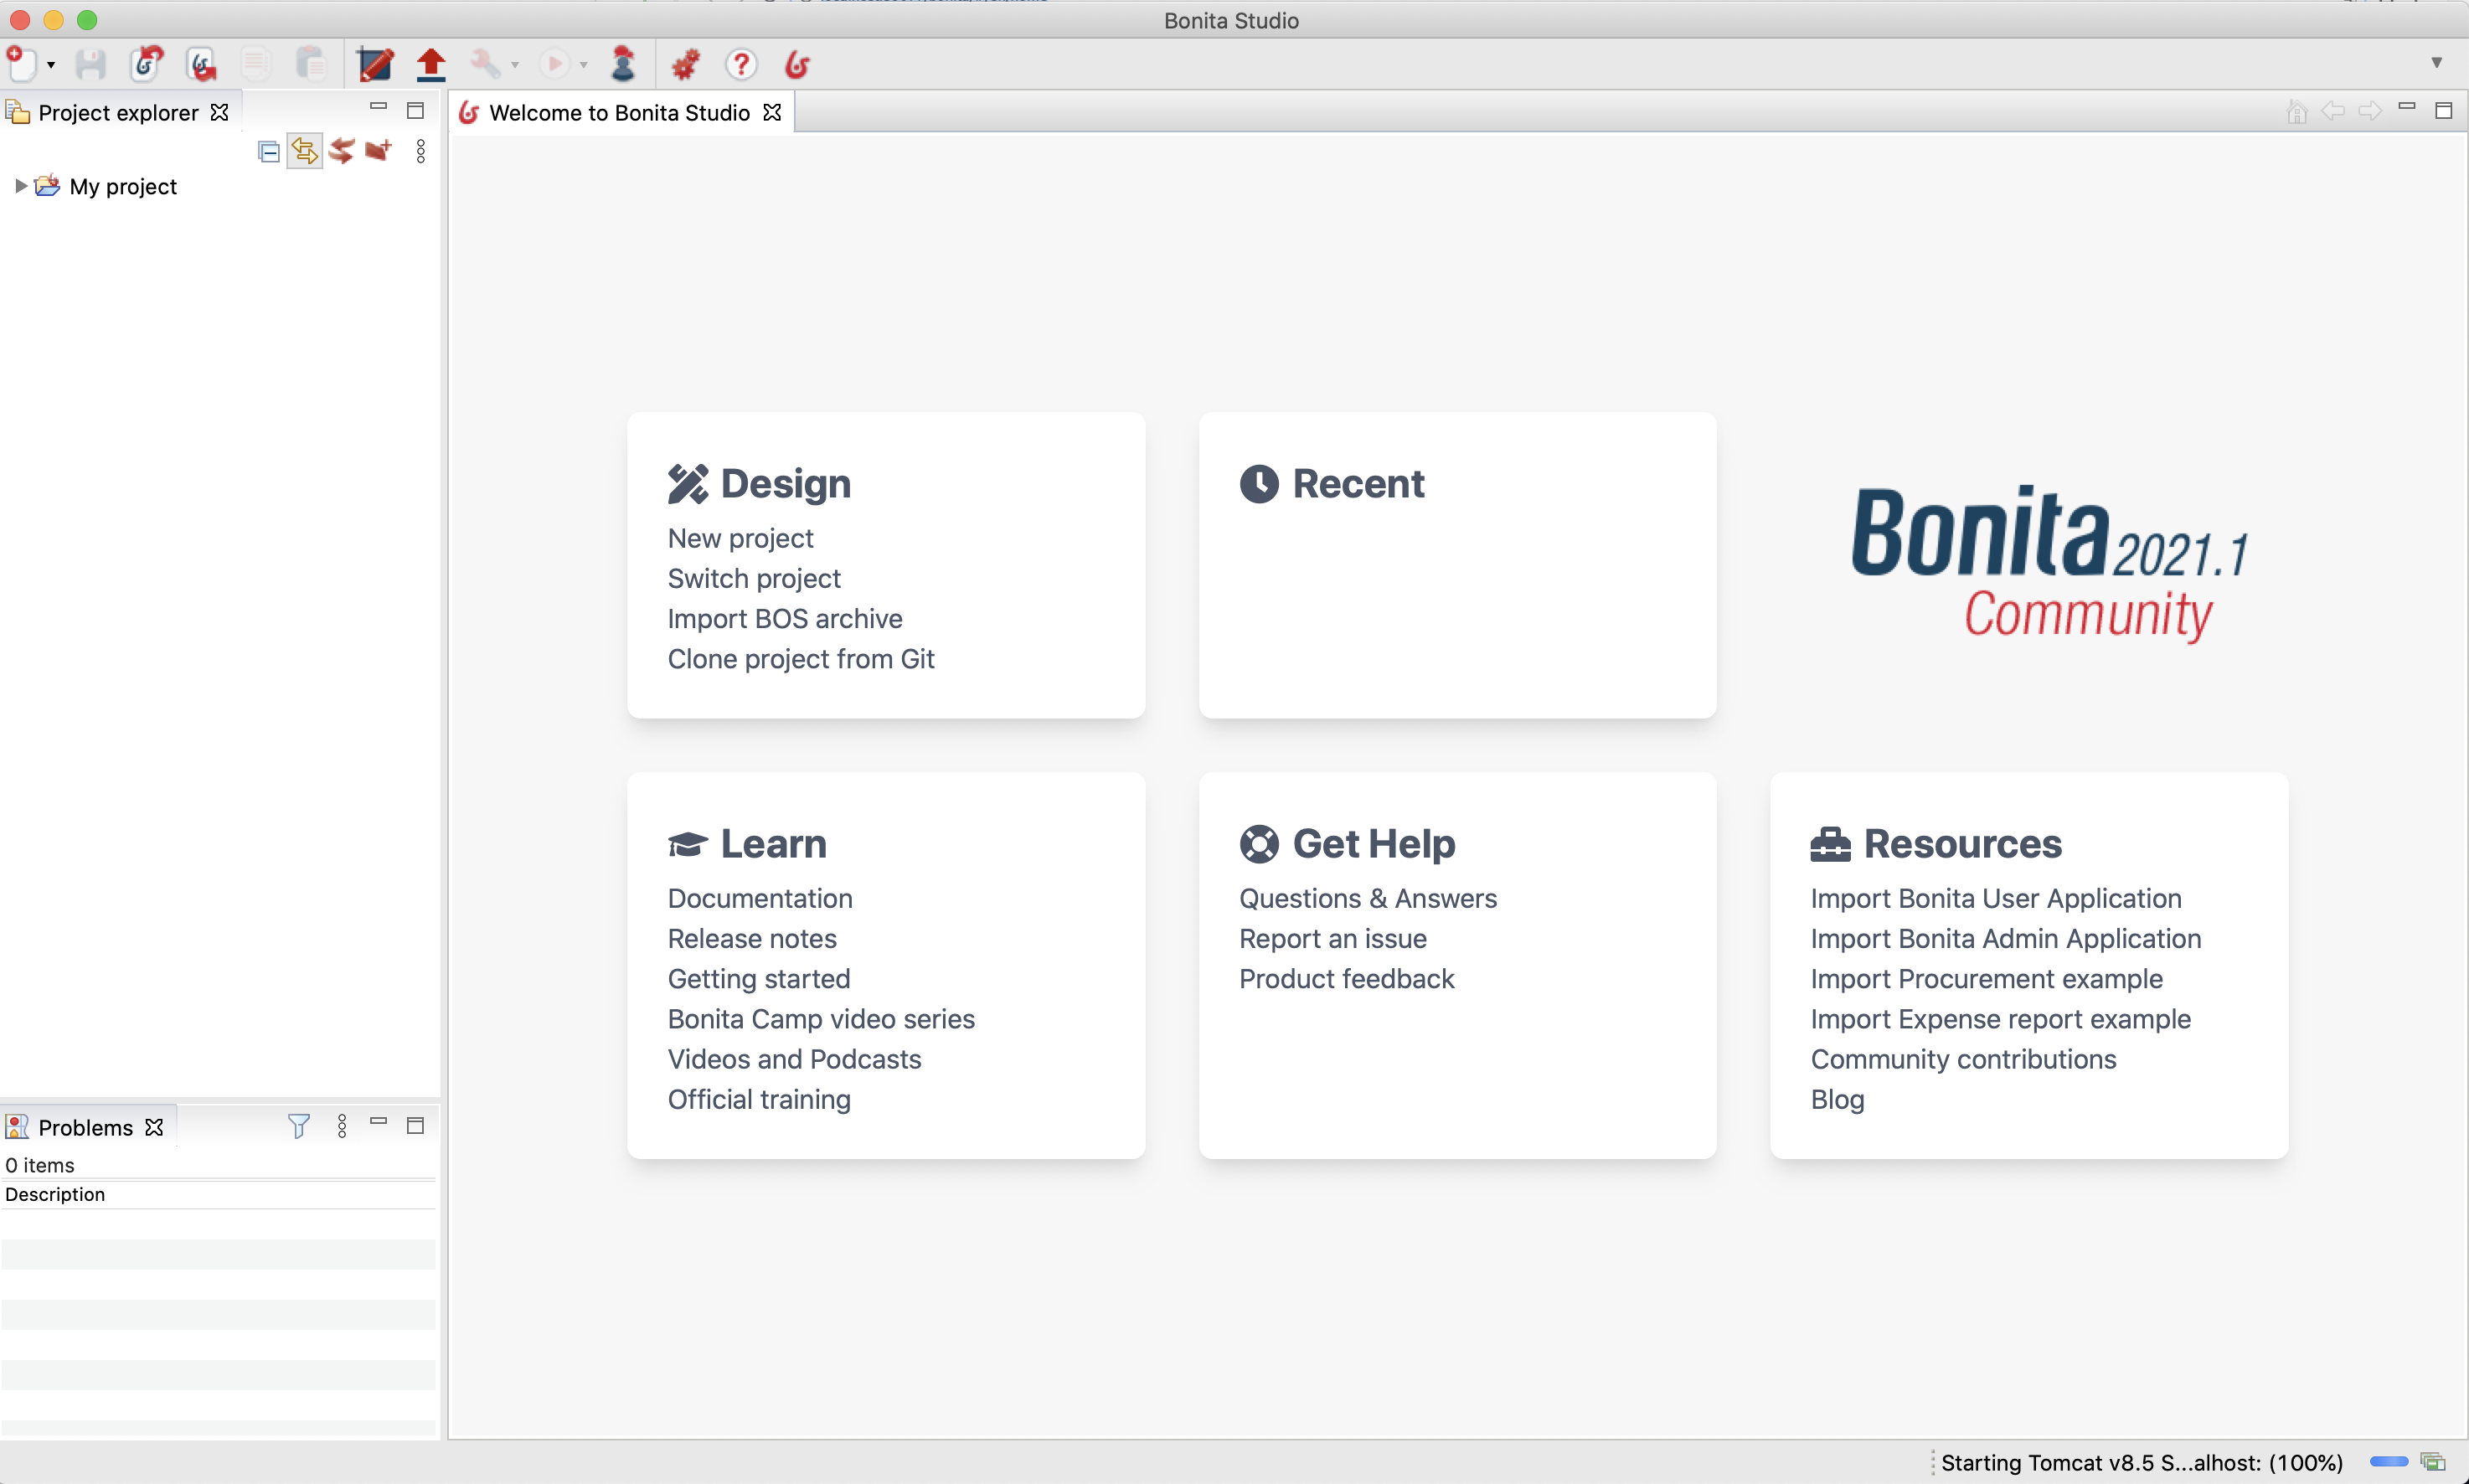 Bonita Studio
Project explorer
Welcome to Bonita Studio
My project
Design
New project
Switch project
Import BOS archive
Clone project from Git
Recent
Bonita 2021.1
Community
Learn
Documentation
Release notes
Getting started
Bonita Camp video series
Videos and Podcasts
Official training
Get Help
Questions & Answers
Report an issue
Product feedback
Resources
Import Bonita User Application
Import Bonita Admin Application
Import Procurement example
Import Expense report example
Community contributions
Blog
Problems
0 items
Description
Starting Tomcat v8.5 S...alhost: (100%)